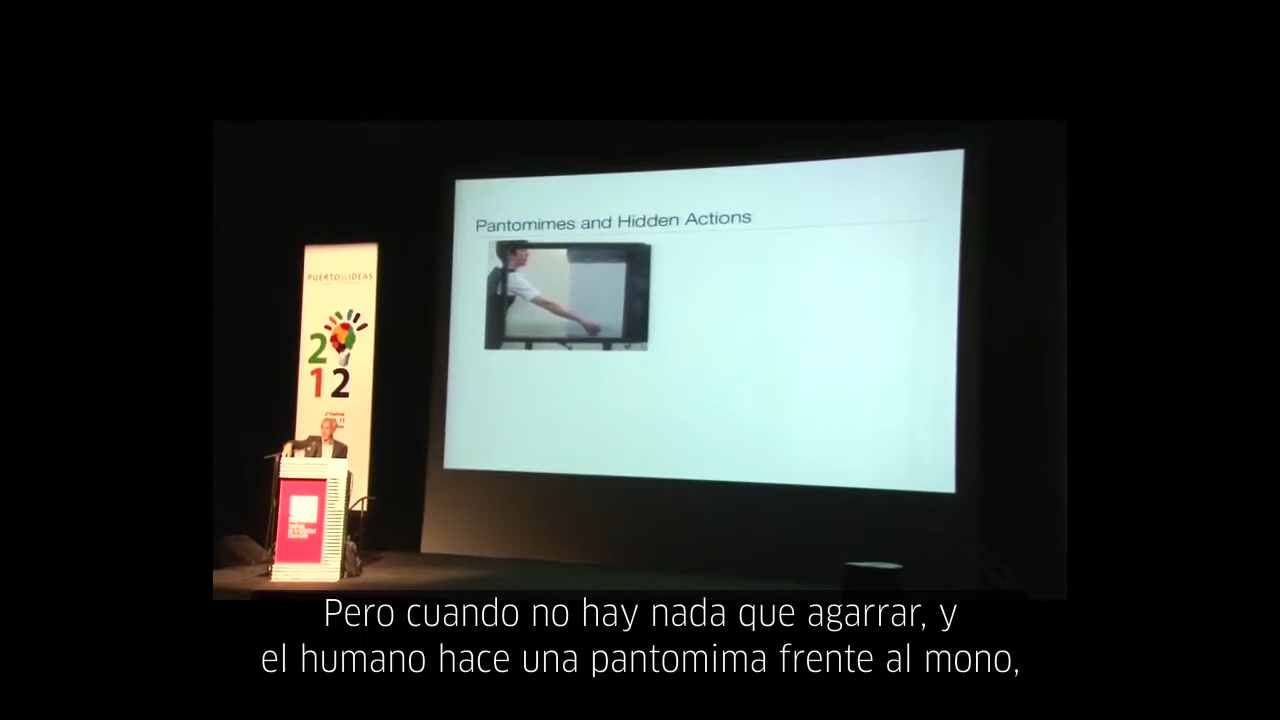 Pantomimes and Hidden Actions
PUERTO DE IDEAS
2
12
Pero cuando no hay nada que agarrar, y
el humano hace una pantomima frente al mono,